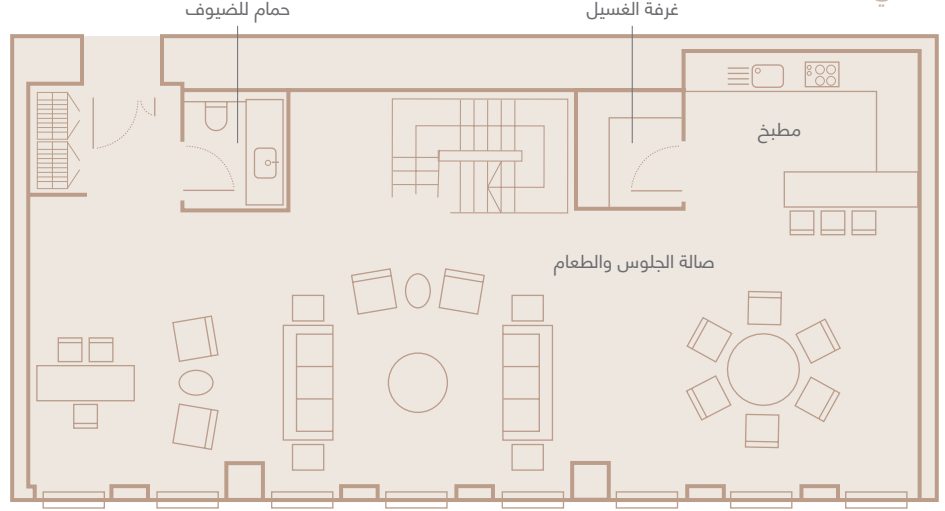 حمام للضيوف
غرفة الغسيل
مطبخ
صالة الجلوس والطعام